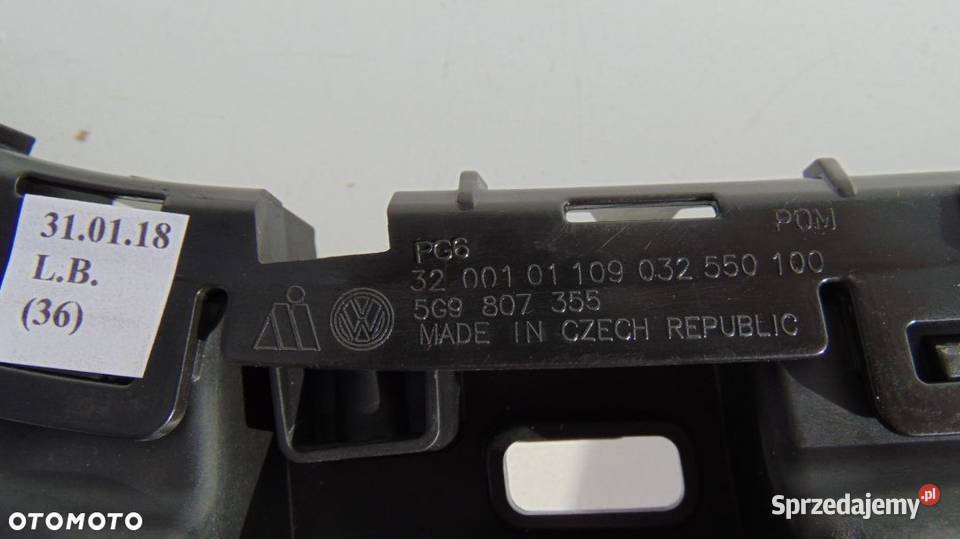 31.01.18
L.B.
(36)
PG6
POM
32 001 01 109 032 550 100
5G9 807 355
MADE IN CZECH REPUBLIC
VW
OTOMOTO
Sprzedajemy.pl